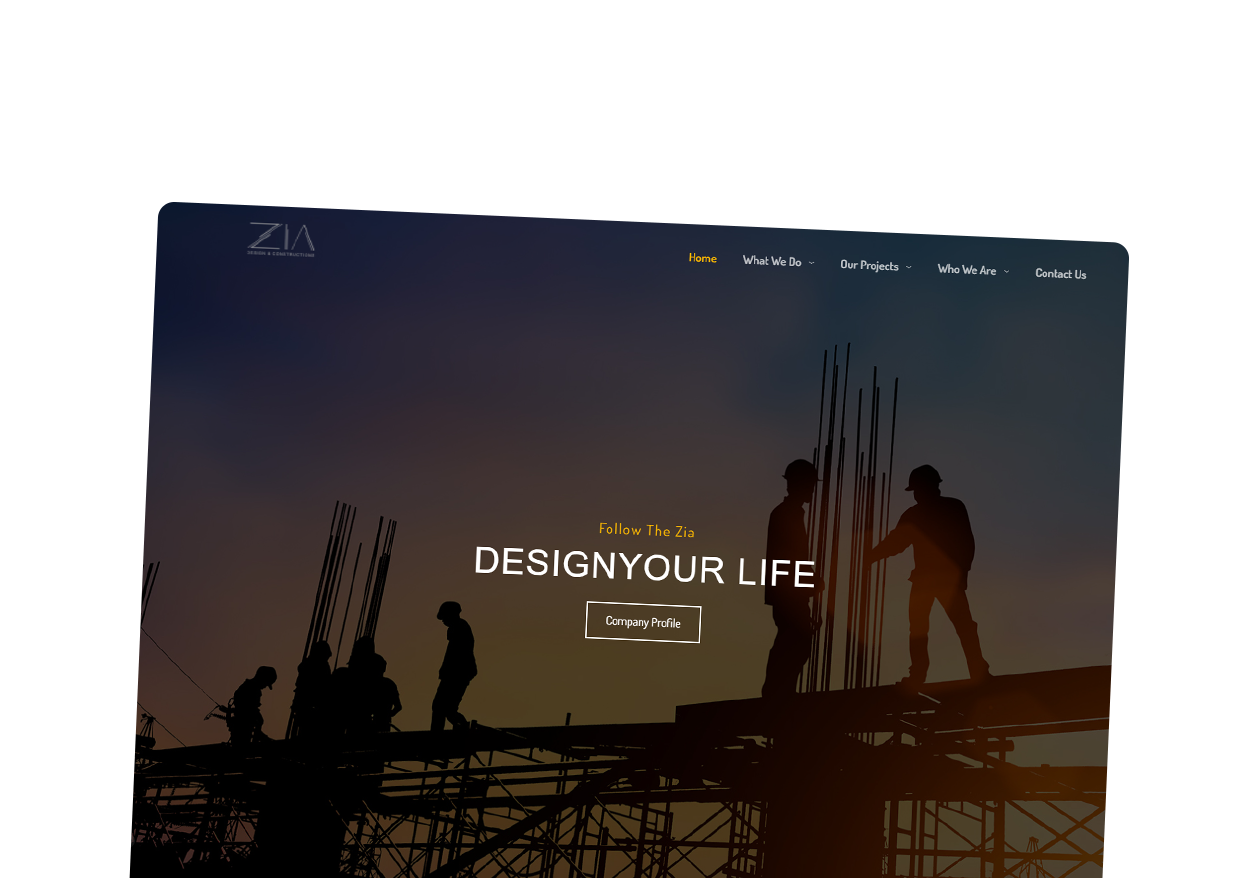 ZIA
DESIGN & CONSTRUCTIONS
Home What We Do Our Projects Who We Are Contact Us
Follow The Zia
DESIGNYOUR LIFE
Company Profile